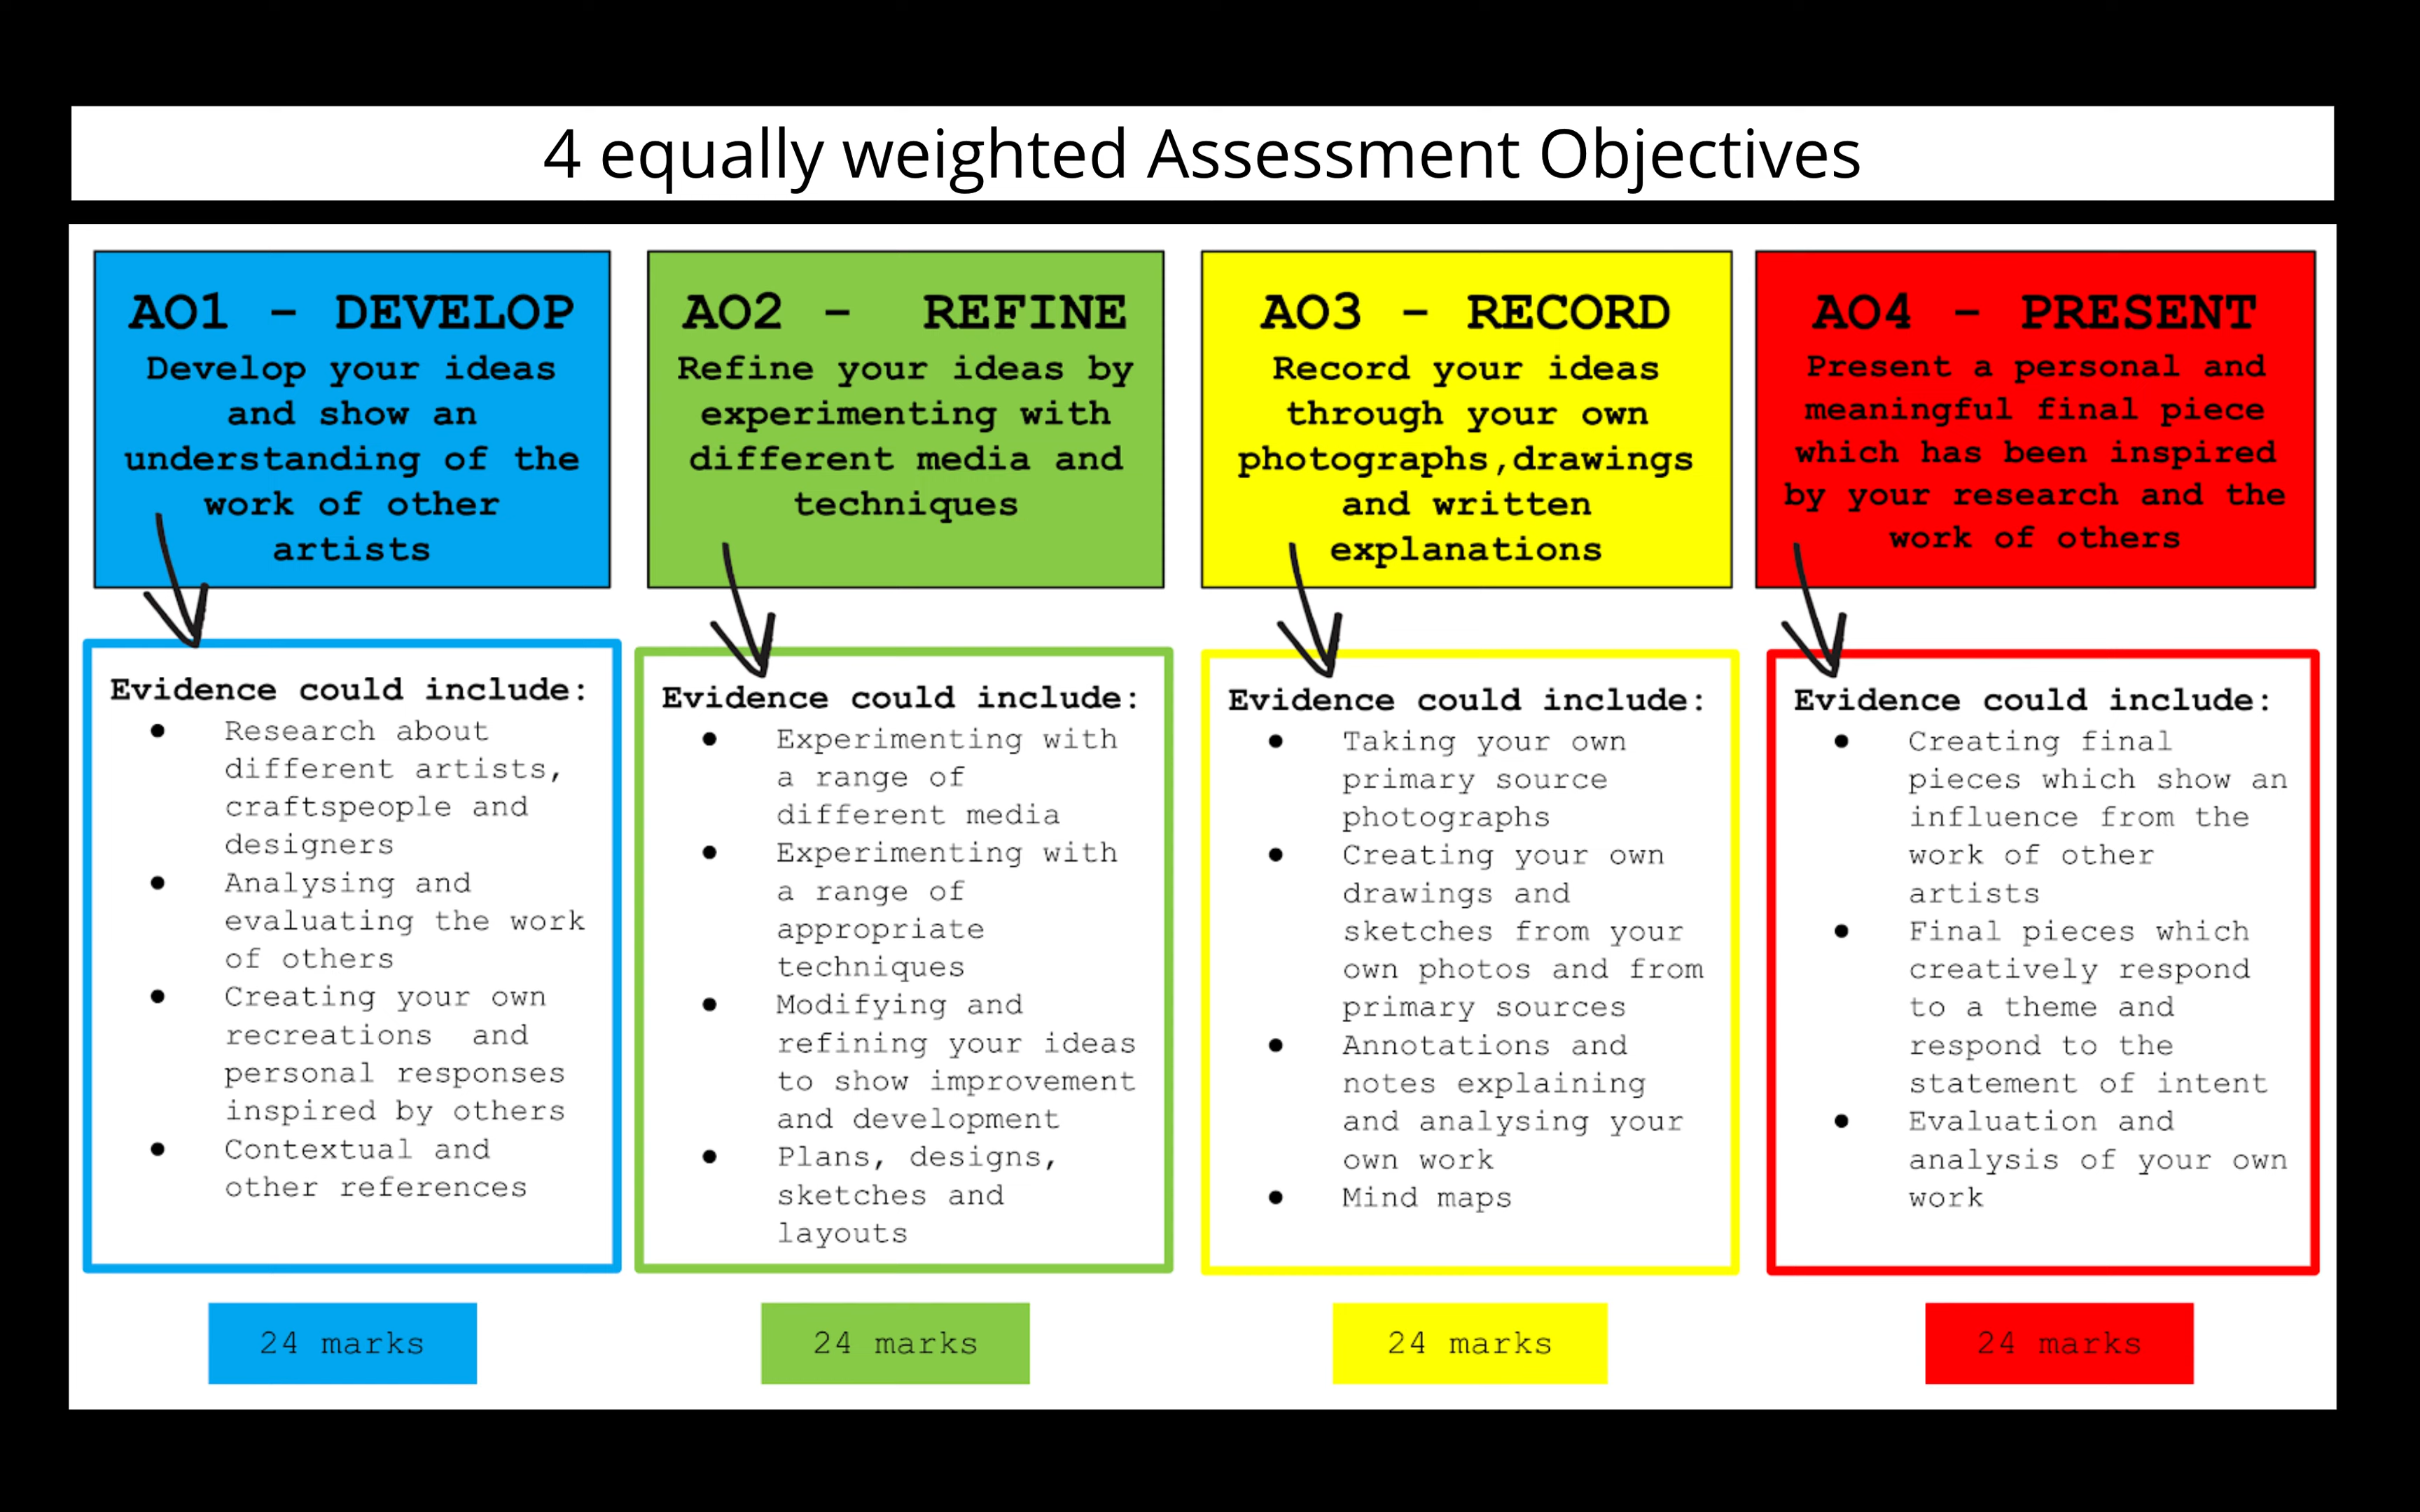 4 equally weighted Assessment Objectives
AO1 - DEVELOP
Develop your ideas
and show an
understanding of the
work of other
artists
AO2 - REFINE
Refine your ideas by
experimenting with
different media and
techniques
AO3 - RECORD
Record your ideas
through your own
photographs,drawings
and written
explanations
AO4 - PRESENT
Present a personal and
meaningful final piece
which has been inspired
by your research and the
work of others
Evidence could include:
● Research about
different artists,
craftspeople and
designers
● Analysing and
evaluating the work
of others
● Creating your own
recreations and
personal responses
inspired by others
● Contextual and
other references
Evidence could include:
● Experimenting with
a range of
different media
● Experimenting with
a range of
appropriate
techniques
● Modifying and
refining your ideas
to show improvement
and development
● Plans, designs,
sketches and
layouts
Evidence could include:
● Taking your own
primary source
photographs
● Creating your own
drawings and
sketches from your
own photos and from
primary sources
● Annotations and
notes explaining
and analysing your
own work
● Mind maps
Evidence could include:
● Creating final
pieces which show an
influence from the
work of other
artists
● Final pieces which
creatively respond
to a theme and
respond to the
statement of intent
● Evaluation and
analysis of your own
work
24 marks
24 marks
24 marks
24 marks